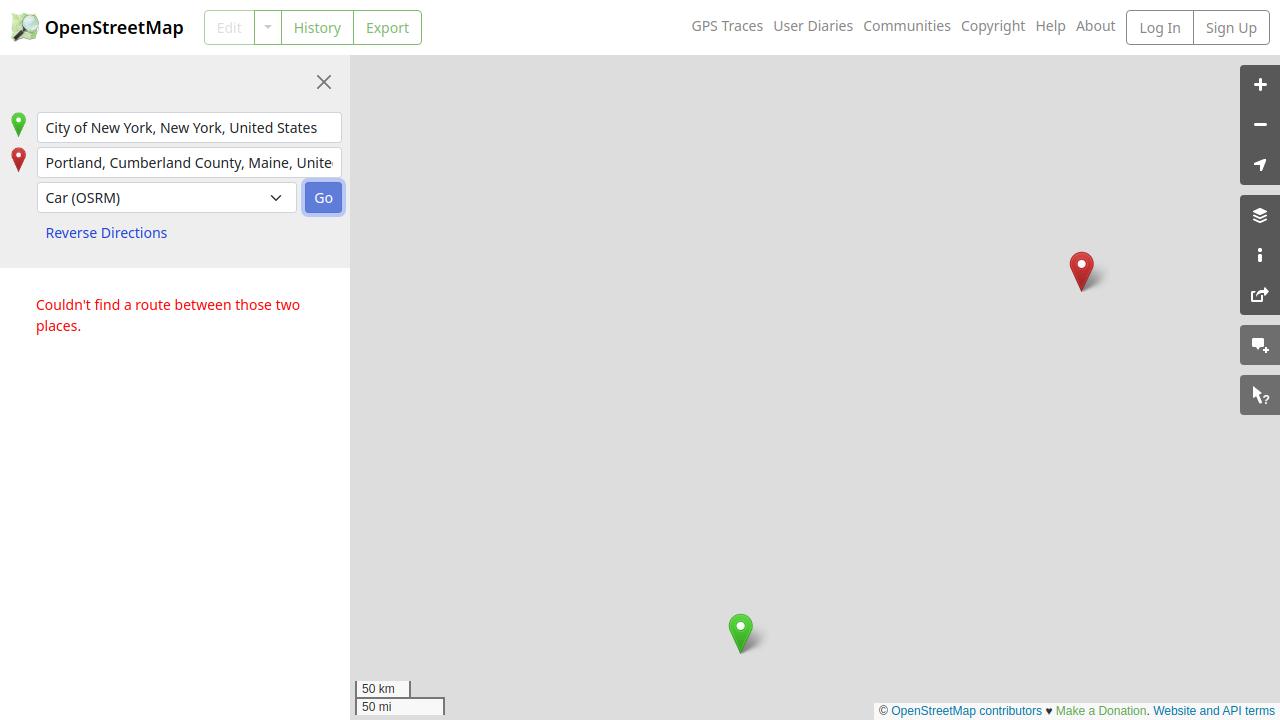 OpenStreetMap
Edit
History
Export
GPS Traces
User Diaries
Communities
Copyright
Help
About
Log In
Sign Up
City of New York, New York, United States
Portland, Cumberland County, Maine, Unite
Car (OSRM)
Go
Reverse Directions
Couldn't find a route between those two
places.
50 km
50 mi
© OpenStreetMap contributors ♥ Make a Donation. Website and API terms